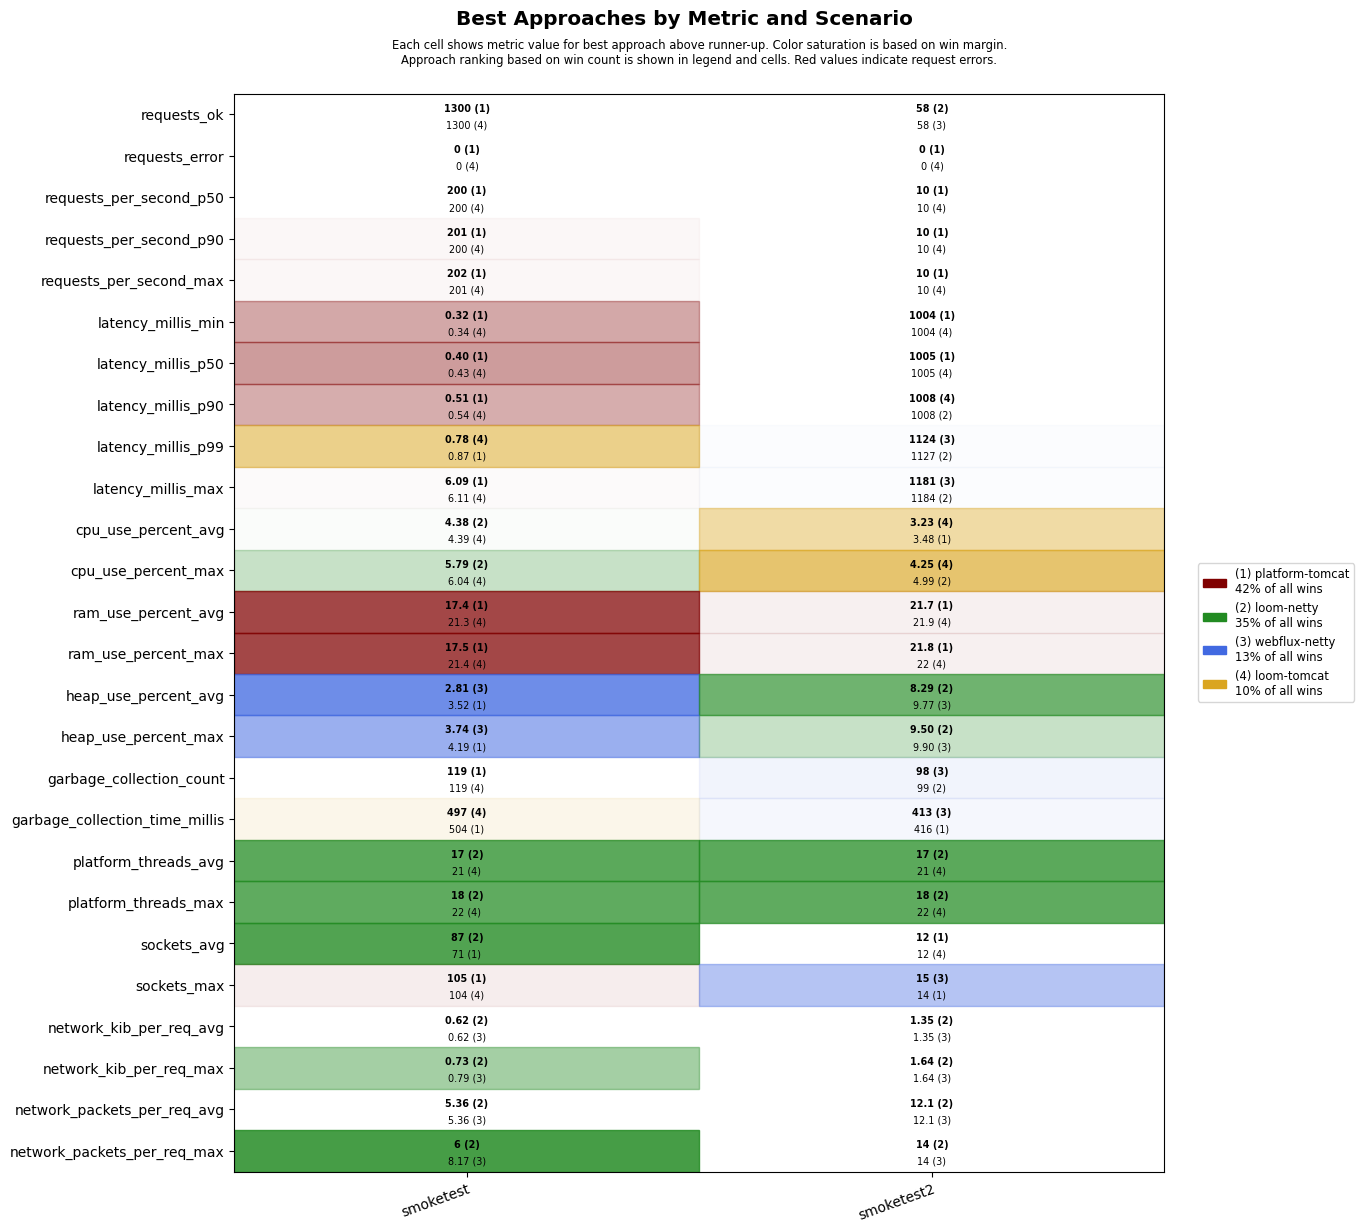 Best Approaches by Metric and Scenario
Each cell shows metric value for best approach above runner-up. Color saturation is based on win margin.
Approach ranking based on win count is shown in legend and cells. Red values indicate request errors.
requests_ok
1300 (1)
1300 (4)
58 (2)
58 (3)
requests_error
0 (1)
0 (4)
0 (1)
0 (4)
requests_per_second_p50
200 (1)
200 (4)
10 (1)
10 (4)
requests_per_second_p90
201 (1)
200 (4)
10 (1)
10 (4)
requests_per_second_max
202 (1)
201 (4)
10 (1)
10 (4)
latency_millis_min
0.32 (1)
0.34 (4)
1004 (1)
1004 (4)
latency_millis_p50
0.40 (1)
0.43 (4)
1005 (1)
1005 (4)
latency_millis_p90
0.51 (1)
0.54 (4)
1008 (4)
1008 (2)
latency_millis_p99
0.78 (4)
0.87 (1)
1124 (3)
1127 (2)
latency_millis_max
6.09 (1)
6.11 (4)
1181 (3)
1184 (2)
cpu_use_percent_avg
4.38 (2)
4.39 (4)
3.23 (4)
3.48 (1)
cpu_use_percent_max
5.79 (2)
6.04 (4)
4.25 (4)
4.99 (2)
ram_use_percent_avg
17.4 (1)
21.3 (4)
21.7 (1)
21.9 (4)
ram_use_percent_max
17.5 (1)
21.4 (4)
21.8 (1)
22 (4)
heap_use_percent_avg
2.81 (3)
3.52 (1)
8.29 (2)
9.77 (3)
heap_use_percent_max
3.74 (3)
4.19 (1)
9.50 (2)
9.90 (3)
garbage_collection_count
119 (1)
119 (4)
98 (3)
99 (2)
garbage_collection_time_millis
497 (4)
504 (1)
413 (3)
416 (1)
platform_threads_avg
17 (2)
21 (4)
17 (2)
21 (4)
platform_threads_max
18 (2)
22 (4)
18 (2)
22 (4)
sockets_avg
87 (2)
71 (1)
12 (1)
12 (4)
sockets_max
105 (1)
104 (4)
15 (3)
14 (1)
network_kib_per_req_avg
0.62 (2)
0.62 (3)
1.35 (2)
1.35 (3)
network_kib_per_req_max
0.73 (2)
0.79 (3)
1.64 (2)
1.64 (3)
network_packets_per_req_avg
5.36 (2)
5.36 (3)
12.1 (2)
12.1 (3)
network_packets_per_req_max
6 (2)
8.17 (3)
14 (2)
14 (3)
smoketest
smoketest2
(1) platform-tomcat
42% of all wins
(2) loom-netty
35% of all wins
(3) webflux-netty
13% of all wins
(4) loom-tomcat
10% of all wins